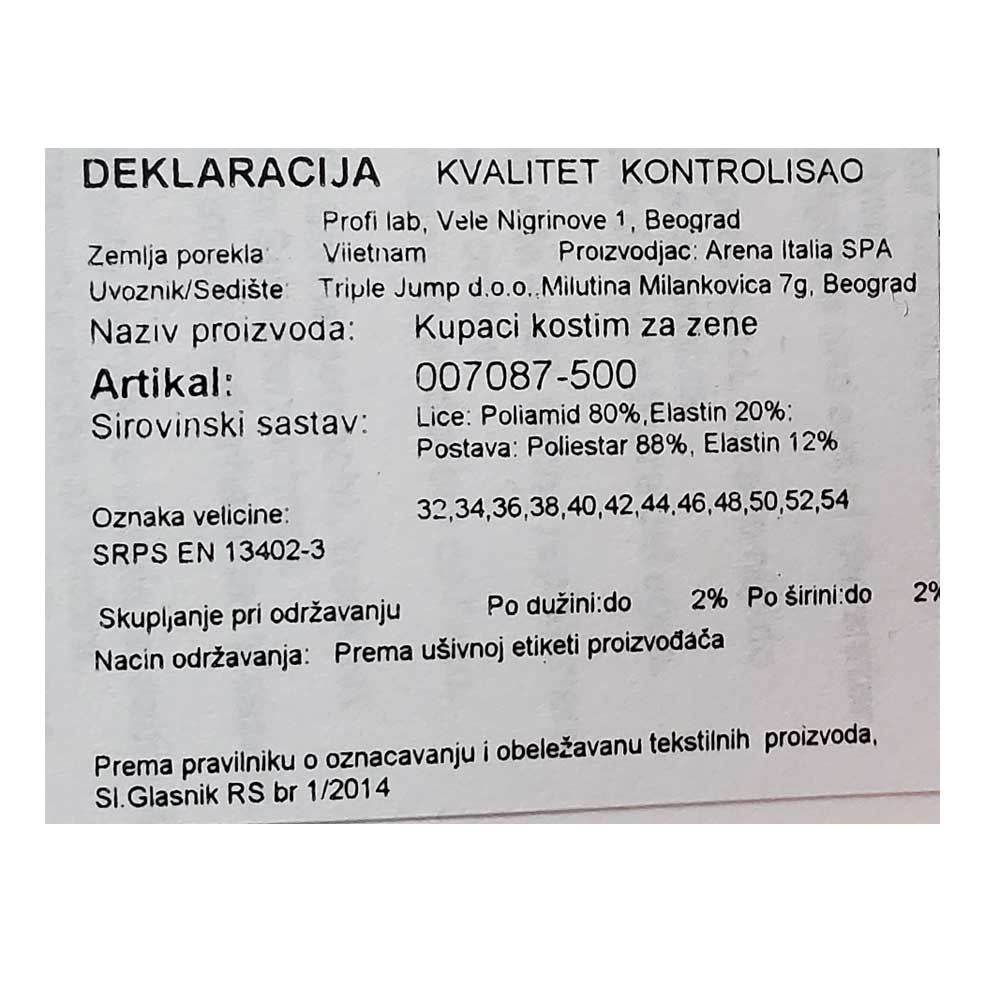 DEKLARACIJA KVALITET KONTROLISAO
Profi lab, Vele Nigrinove 1, Beograd
Zemlja porekla: Viietnam Proizvodjac: Arena Italia SPA
Uvoznik/Sedište: Triple Jump d.o.o.,Milutina Milankovica 7g, Beograd
Naziv proizvoda: Kupaci kostim za zene
Artikal: 007087-500
Sirovinski sastav: Lice: Poliamid 80%,Elastin 20%;
Postava: Poliestar 88%, Elastin 12%
Oznaka velicine: 32,34,36,38,40,42,44,46,48,50,52,54
SRPS EN 13402-3
Skupljanje pri održavanju Po dužini:do 2% Po širini:do 2%
Nacin održavanja: Prema ušivnoj etiketi proizvođača
Prema pravilniku o oznacavanju i obeležavanu tekstilnih proizvoda,
Sl.Glasnik RS br 1/2014